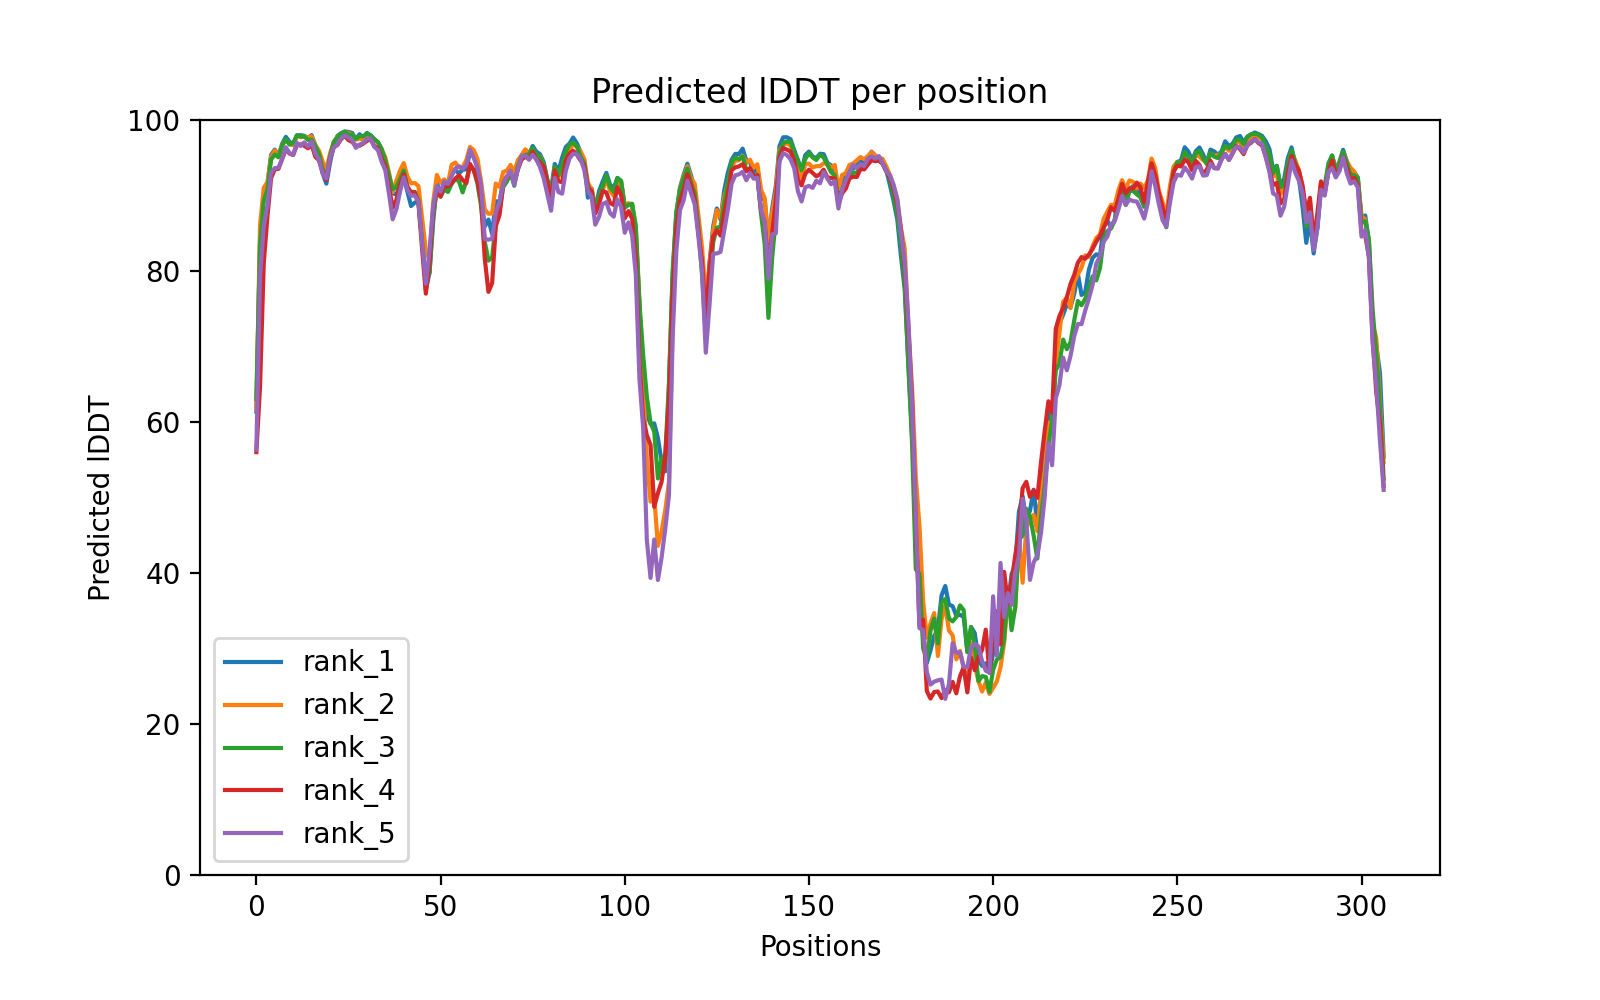 Predicted lDDT per position
Predicted lDDT
100
80
60
40
20
0
rank_1
rank_2
rank_3
rank_4
rank_5
0 50 100 150 200 250 300
Positions